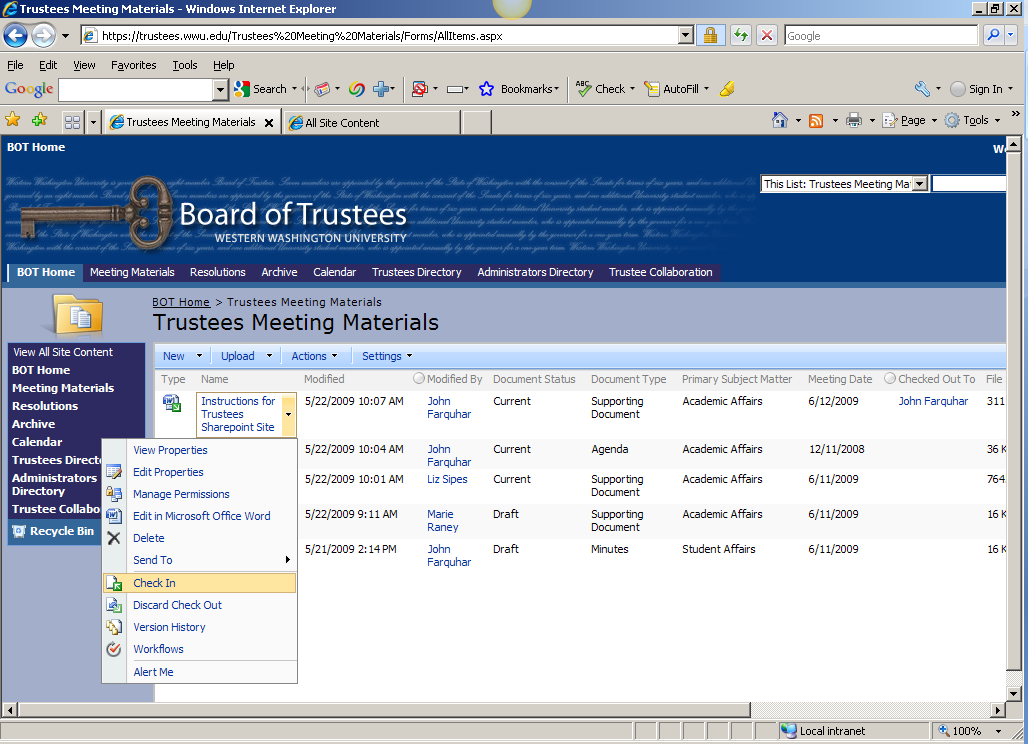 Trustees Meeting Materials - Windows Internet Explorer
https://trustees.wwu.edu/Trustees%20Meeting%20Materials/Forms/AllItems.aspx
Google
File Edit View Favorites Tools Help
Google Search Bookmarks ABC Check AutoFill Sign In
Trustees Meeting Materials All Site Content Page Tools
BOT Home
This List: Trustees Meeting Ma
Board of Trustees
WESTERN WASHINGTON UNIVERSITY
BOT Home Meeting Materials Resolutions Archive Calendar Trustees Directory Administrators Directory Trustee Collaboration
BOT Home > Trustees Meeting Materials
Trustees Meeting Materials
View All Site Content
BOT Home
Meeting Materials
Resolutions
Archive
Calendar
Trustees Directo
Administrators
Directory
Trustee Collabo
Recycle Bin
New Upload Actions Settings
Type Name Modified Modified By Document Status Document Type Primary Subject Matter Meeting Date Checked Out To File
Instructions for 5/22/2009 10:07 AM John Current Supporting Academic Affairs 6/12/2009 John Farquhar 311
Trustees Farquhar Document
Sharepoint Site
5/22/2009 10:04 AM John Current Agenda Academic Affairs 12/11/2008 36 K
Farquhar
5/22/2009 10:01 AM Liz Sipes Current Supporting Academic Affairs 6/11/2009 764
Document
5/22/2009 9:11 AM Marie Draft Supporting Academic Affairs 6/11/2009 16 K
Raney Document
5/21/2009 2:14 PM John Draft Minutes Student Affairs 6/11/2009 16 K
Farquhar
View Properties
Edit Properties
Manage Permissions
Edit in Microsoft Office Word
Delete
Send To
Check In
Discard Check Out
Version History
Workflows
Alert Me
Local intranet 100%